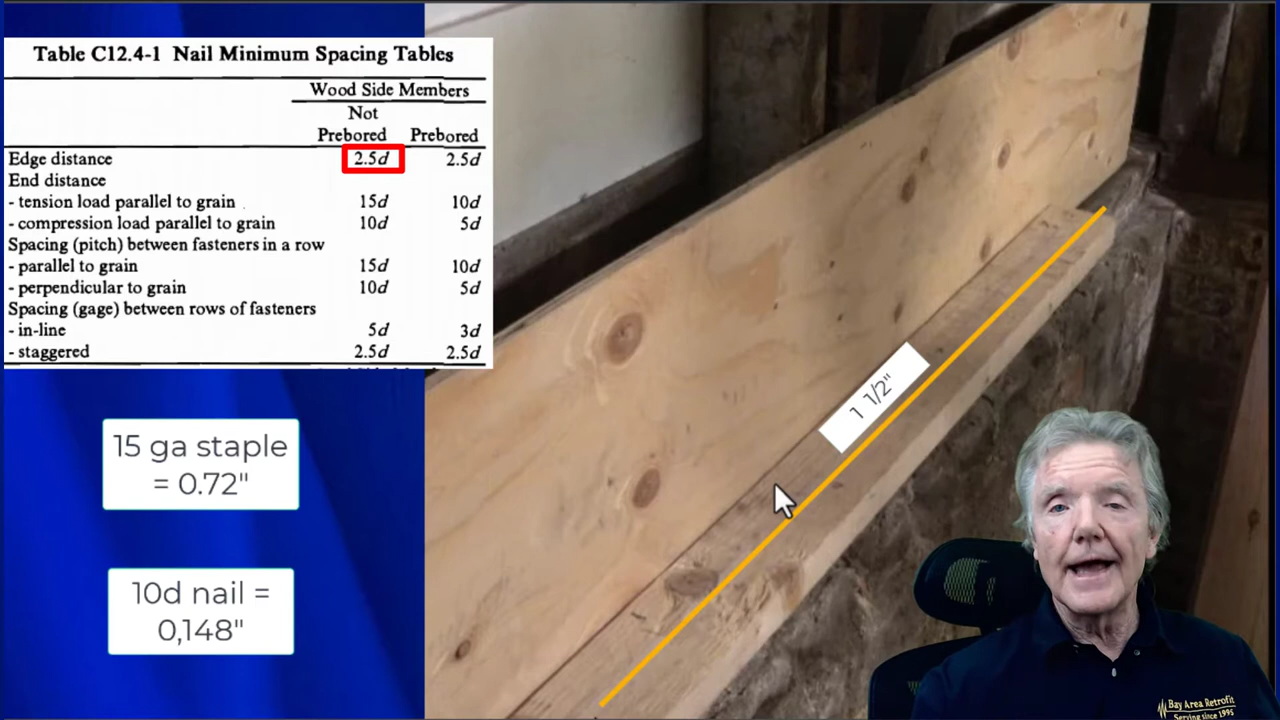 Table C12.4-1 Nail Minimum Spacing Tables
Wood Side Members
Not
Prebored Prebored
Edge distance 2.5d 2.5d
End distance
- tension load parallel to grain 15d 10d
- compression load parallel to grain 10d 5d
Spacing (pitch) between fasteners in a row
- parallel to grain 15d 10d
- perpendicular to grain 10d 5d
Spacing (gage) between rows of fasteners
- in-line 5d 3d
- staggered 2.5d 2.5d
15 ga staple
= 0.72"
10d nail =
0,148"
1 1/2"
Bay Area Retrofit
Serving since 1995